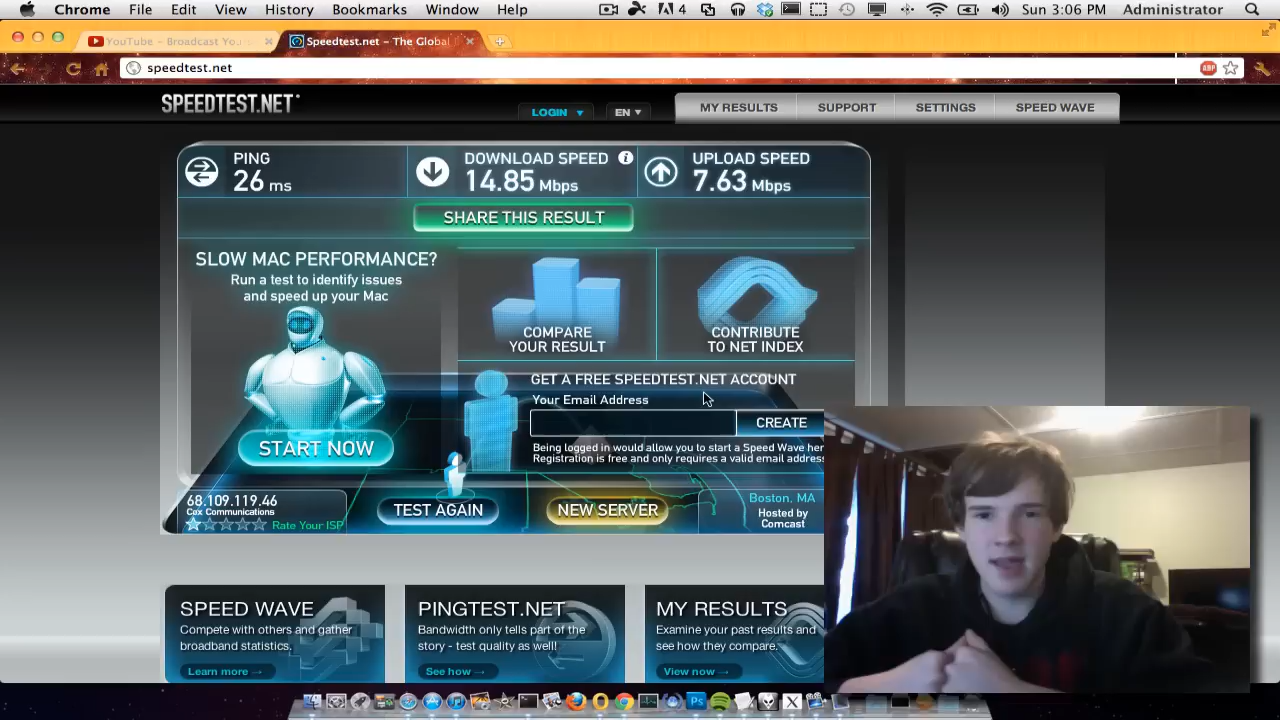 Chrome File Edit View History Bookmarks Window Help 4 Sun 3:06 PM Administrator
YouTube - Broadcast You Speedtest.net - The Global
speedtest.net ABP
SPEEDTEST.NET
LOGIN EN MY RESULTS SUPPORT SETTINGS SPEED WAVE
PING
26 ms
DOWNLOAD SPEED
14.85 Mbps
UPLOAD SPEED
7.63 Mbps
SHARE THIS RESULT
SLOW MAC PERFORMANCE?
Run a test to identify issues
and speed up your Mac
START NOW
COMPARE
YOUR RESULT
CONTRIBUTE
TO NET INDEX
GET A FREE SPEEDTEST.NET ACCOUNT
Your Email Address
CREATE
Being logged in would allow you to start a Speed Wave her
Registration is free and only requires a valid email address
68.109.119.46
Cox Communications
Rate Your ISP
TEST AGAIN
NEW SERVER
Boston, MA
Hosted by
Comcast
SPEED WAVE
Compete with others and gather
broadband statistics.
Learn more →
PINGTEST.NET
Bandwidth only tells part of the
story - test quality as well!
See how →
MY RESULTS
Examine your past results and
see how they compare.
View now →
Ps X